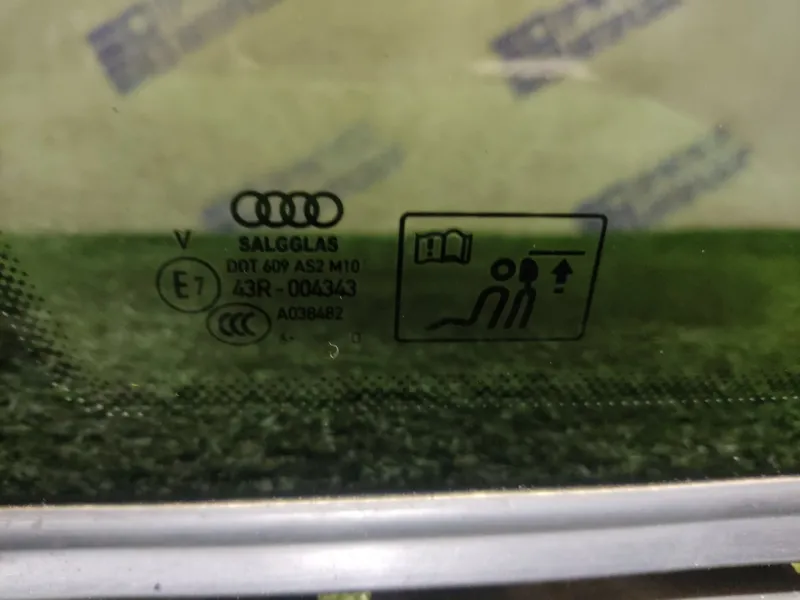 V
SALGGLAS
DOT 609 AS2 M10
E7
43R-004343
CCC
A038482